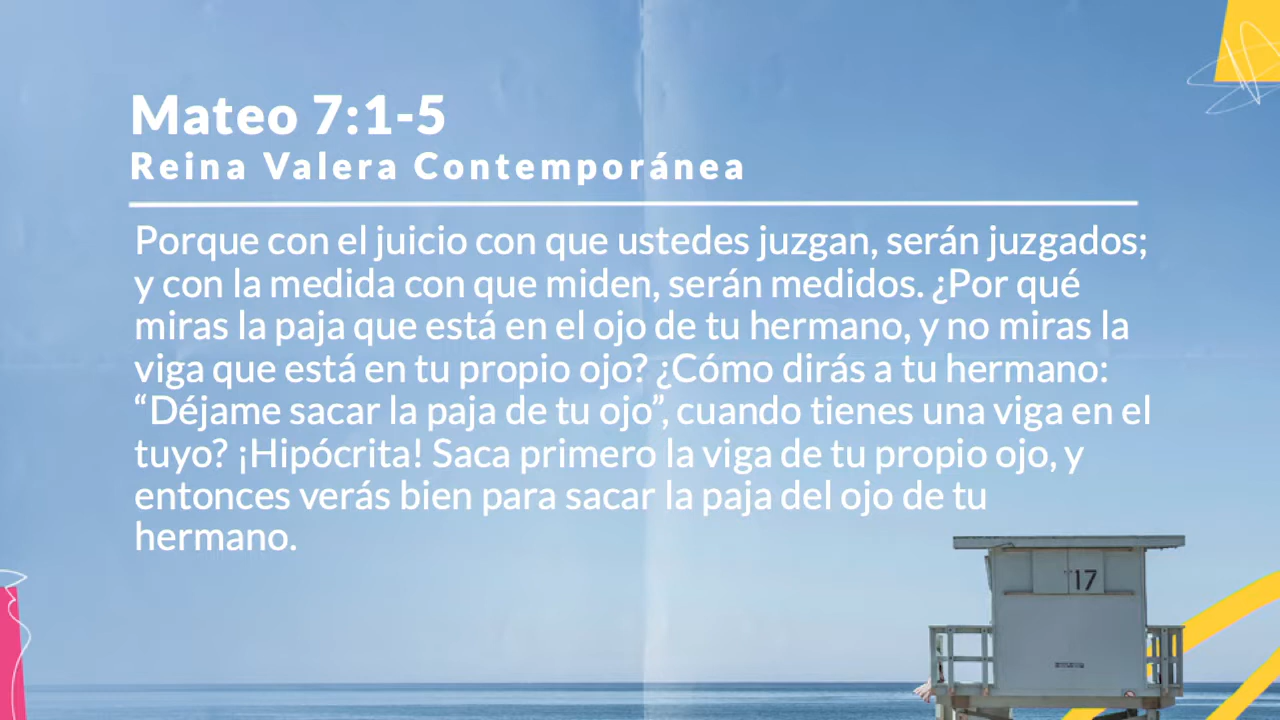 Mateo 7:1-5
Reina Valera Contemporánea
Porque con el juicio con que ustedes juzgan, serán juzgados;
y con la medida con que miden, serán medidos. ¿Por qué
miras la paja que está en el ojo de tu hermano, y no miras la
viga que está en tu propio ojo? ¿Cómo dirás a tu hermano:
“Déjame sacar la paja de tu ojo”, cuando tienes una viga en el
tuyo? ¡Hipócrita! Saca primero la viga de tu propio ojo, y
entonces verás bien para sacar la paja del ojo de tu
hermano.
17